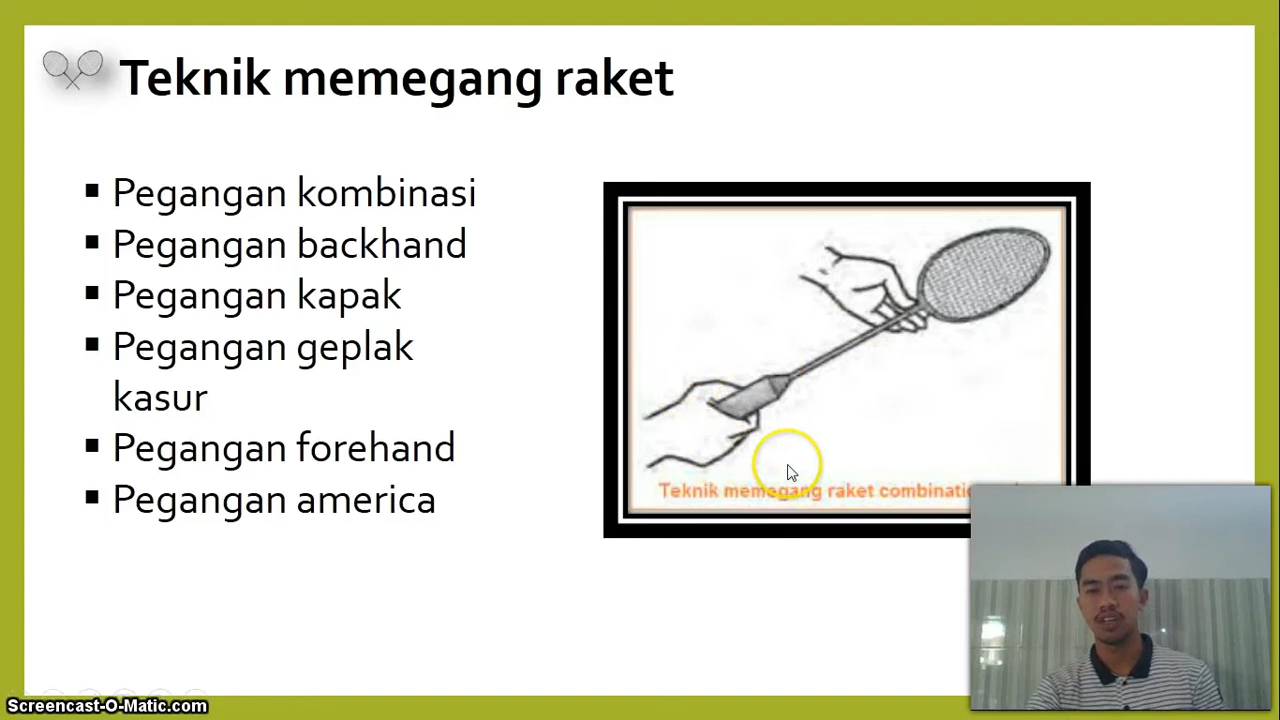 Teknik memegang raket
Pegangan kombinasi
Pegangan backhand
Pegangan kapak
Pegangan geplak
kasur
Pegangan forehand
Pegangan america
Teknik memegang raket
Screencast-O-Matic.com